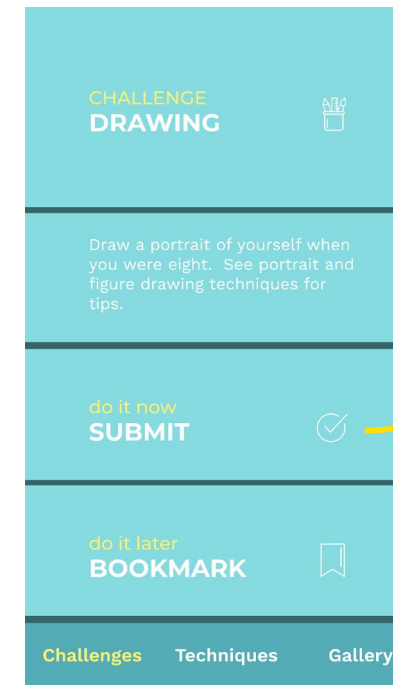 CHALLENGE
DRAWING
Draw a portrait of yourself when
you were eight. See portrait and
figure drawing techniques for
tips.
do it now
SUBMIT
do it later
BOOKMARK
Challenges Techniques Gallery